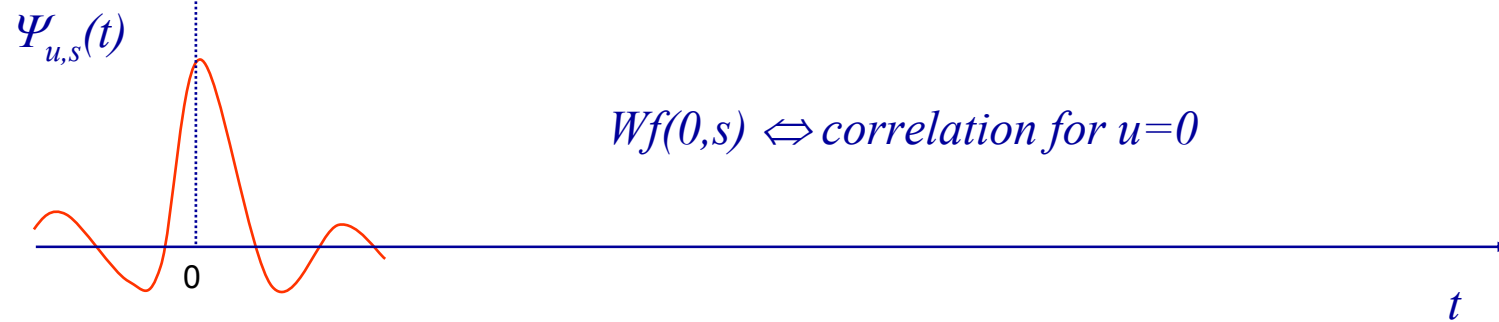 Ψu,s(t)
Wf(0,s) ⇔ correlation for u=0
0
t